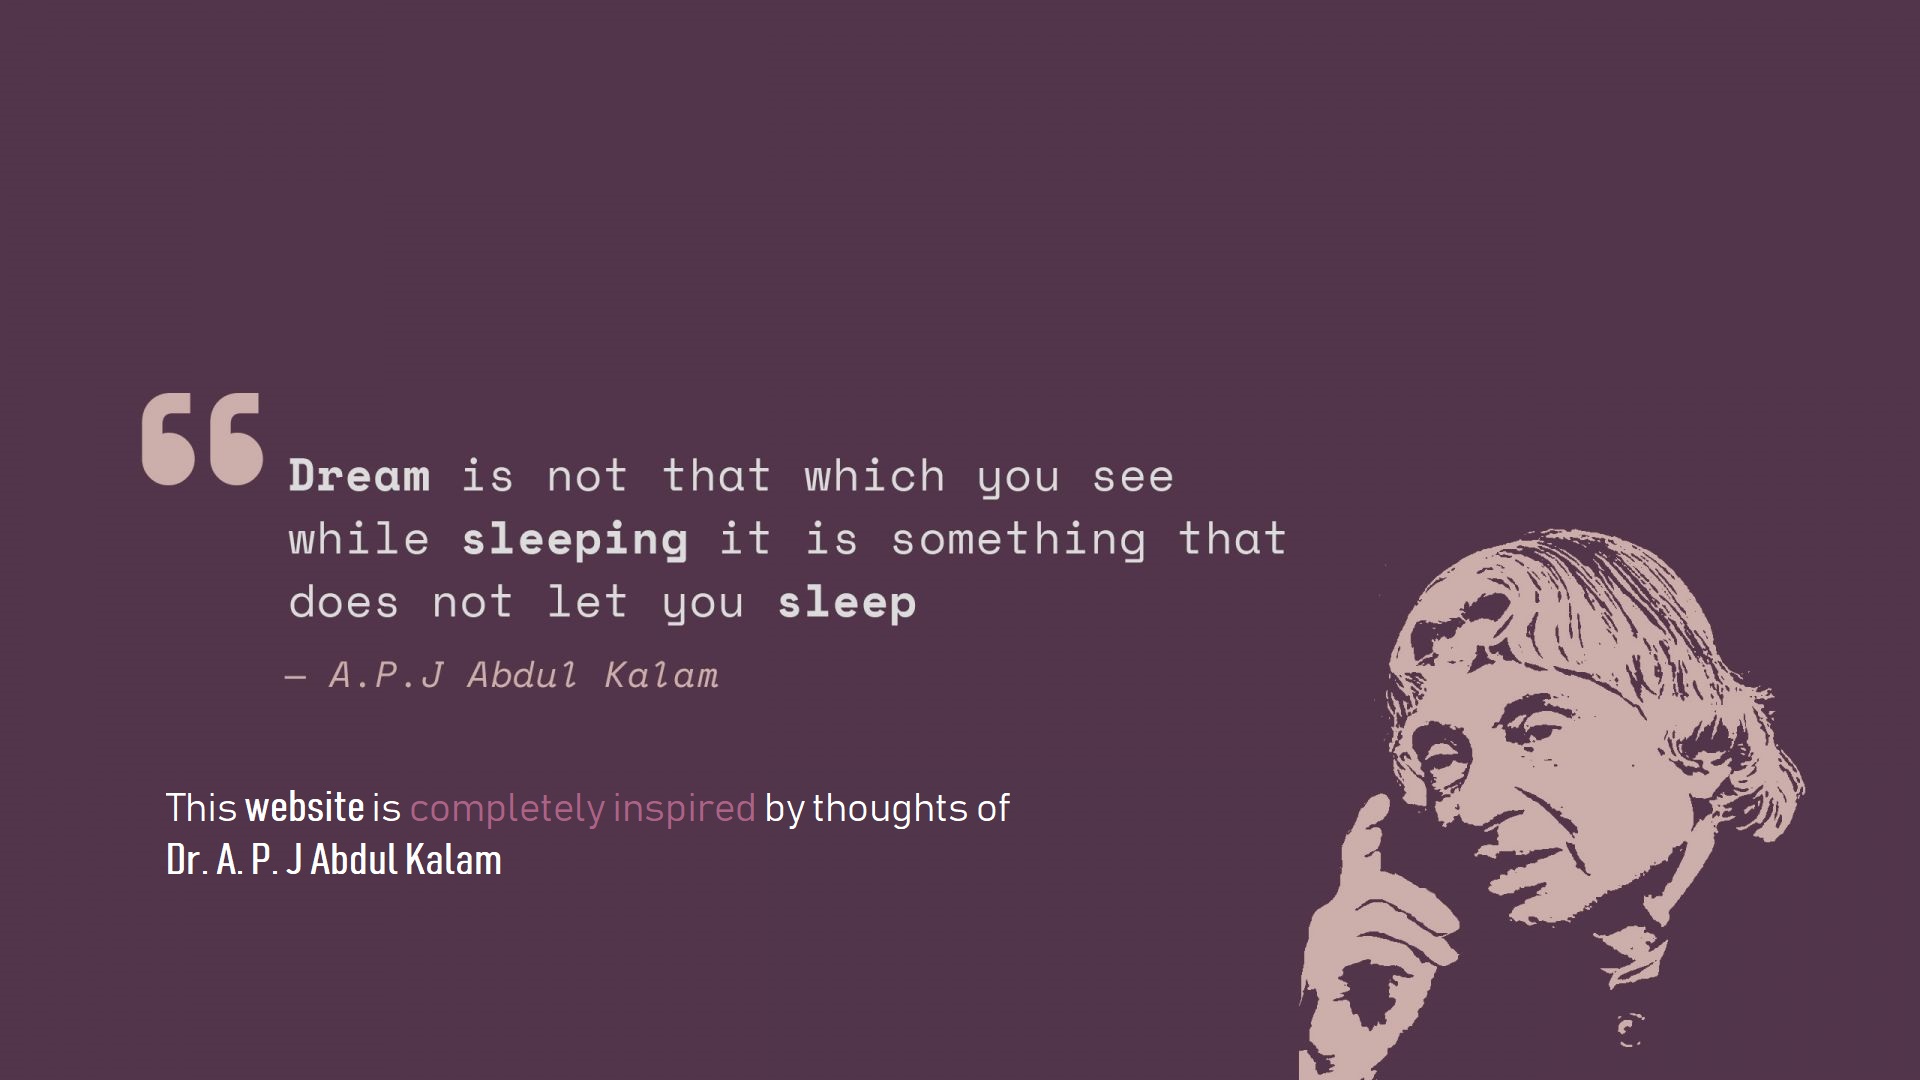 “ Dream is not that which you see
while sleeping it is something that
does not let you sleep
— A.P.J Abdul Kalam
This website is completely inspired by thoughts of
Dr. A. P. J Abdul Kalam